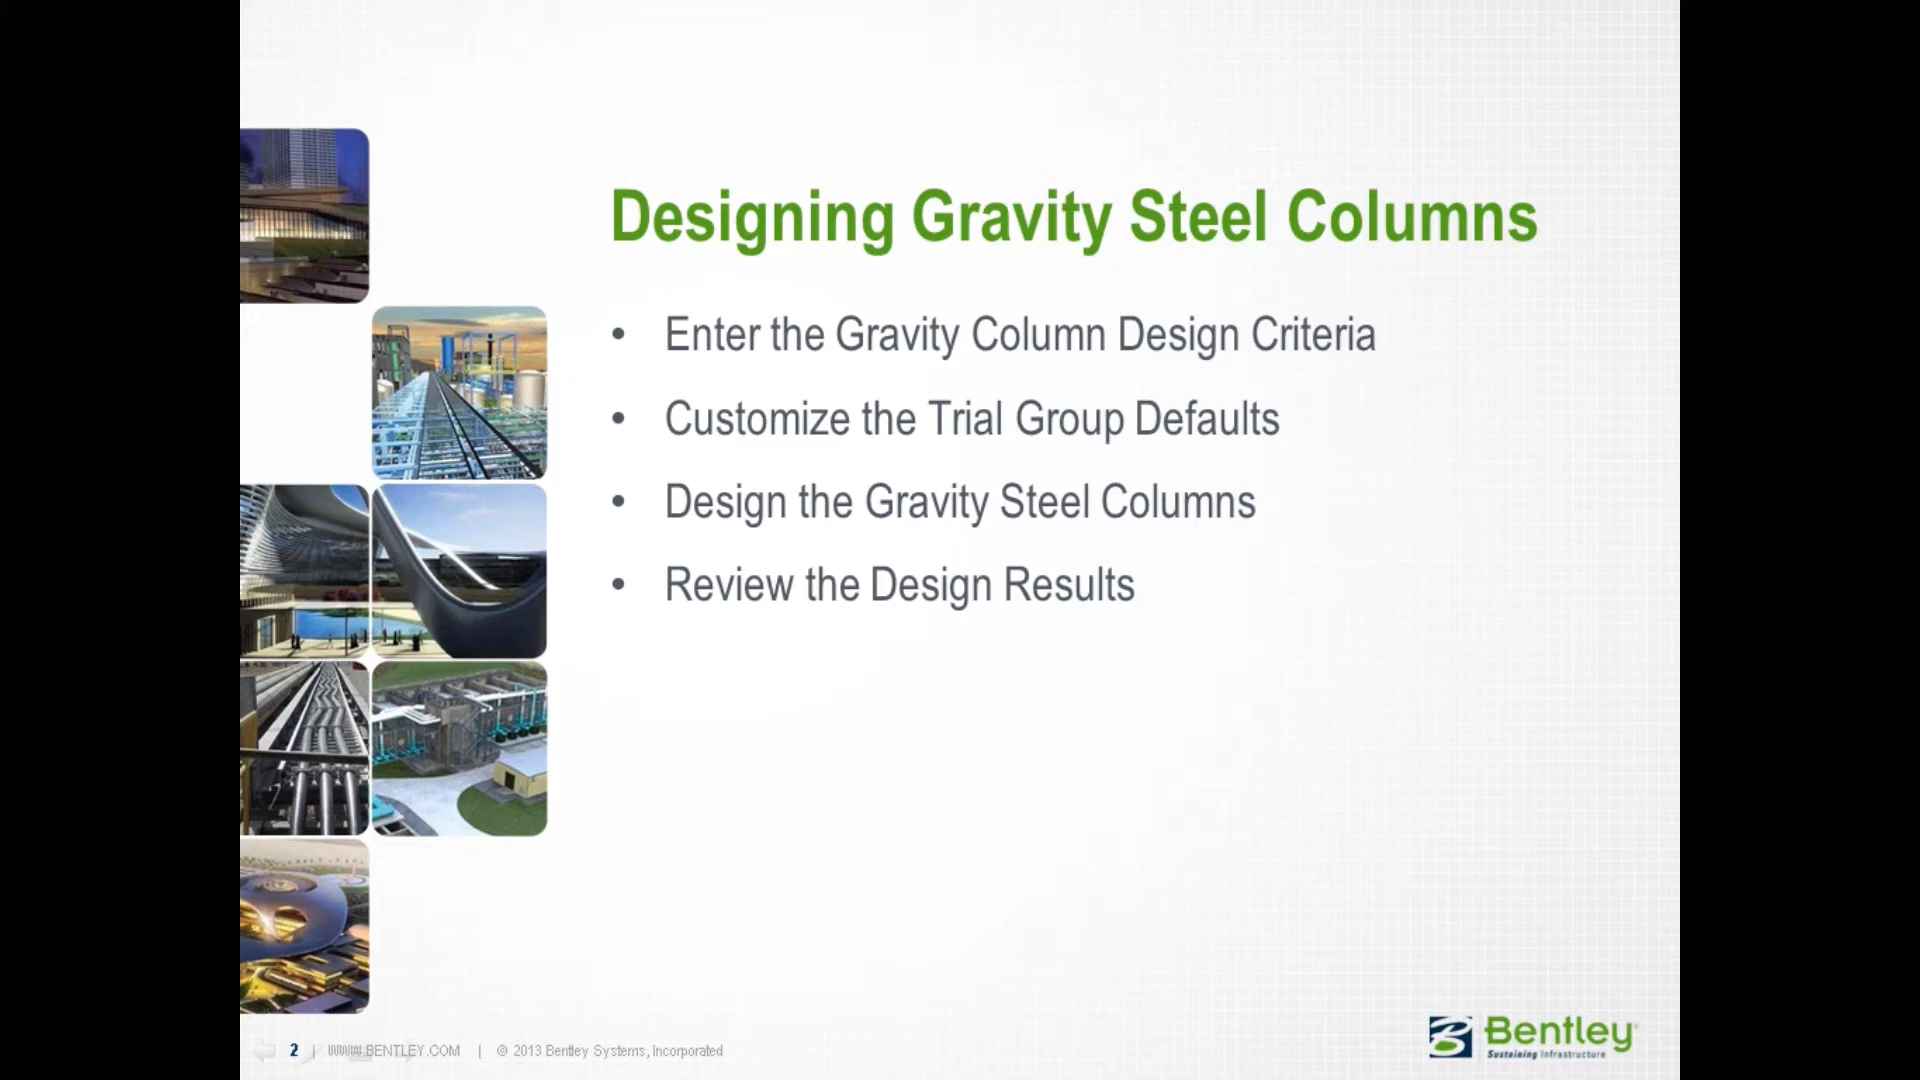 Designing Gravity Steel Columns
• Enter the Gravity Column Design Criteria
• Customize the Trial Group Defaults
• Design the Gravity Steel Columns
• Review the Design Results
2 | WWW.BENTLEY.COM | © 2013 Bentley Systems, Incorporated
Bentley
Sustaining Infrastructure